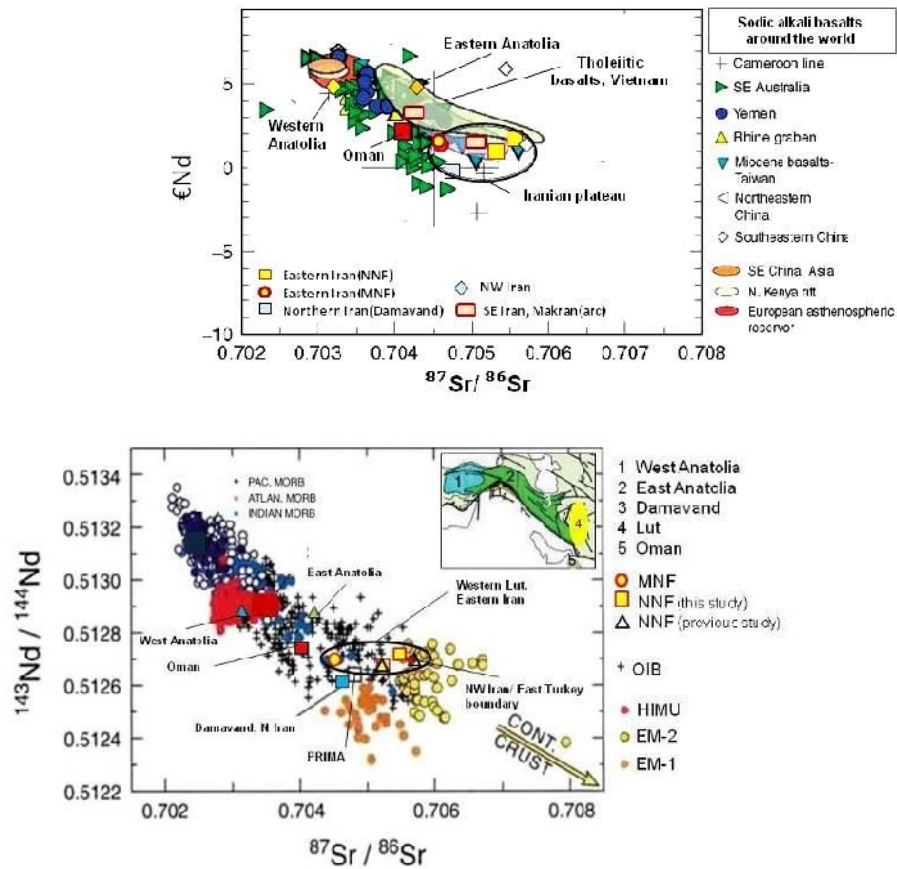 Sodic alkali basalts
around the world
Cameroon line
SE Australia
Yemen
Rhine graben
Miocene basalts-
Taiwan
Northeastern
China
Southeastern China
SE China, Asia
N. Kenya rift
European asthenospheric
reservoir
Eastern Anatolia
Tholeiitic
basalts, Vietnam
Western
Anatolia
Oman
Iranian plateau
Eastern Iran(NNF)
Eastern Iran(MNF)
Northern Iran(Damavand)
NW Iran
SE Iran, Makran(arc)
€Nd
5
0
−5
−10
0.702 0.703 0.704 0.705 0.706 0.707 0.708
87Sr/ 86Sr
143Nd / 144Nd
0.5134
0.5132
0.5130
0.5128
0.5126
0.5124
0.5122
PAC. MORB
ATLAN. MORB
INDIAN MORB
East Anatolia
Western Lut,
Eastern Iran
West Anatolia
Oman
Damavand, N Iran
PRIMA
NW Iran/ East Turkey
boundary
CONT.
CRUST
0.702 0.704 0.706 0.708
87Sr / 86Sr
1
2
3
4
5
1 West Anatolia
2 East Anatolia
3 Damavand
4 Lut
5 Oman
MNF
NNF (this study)
NNF (previous study)
OIB
HIMU
EM-2
EM-1